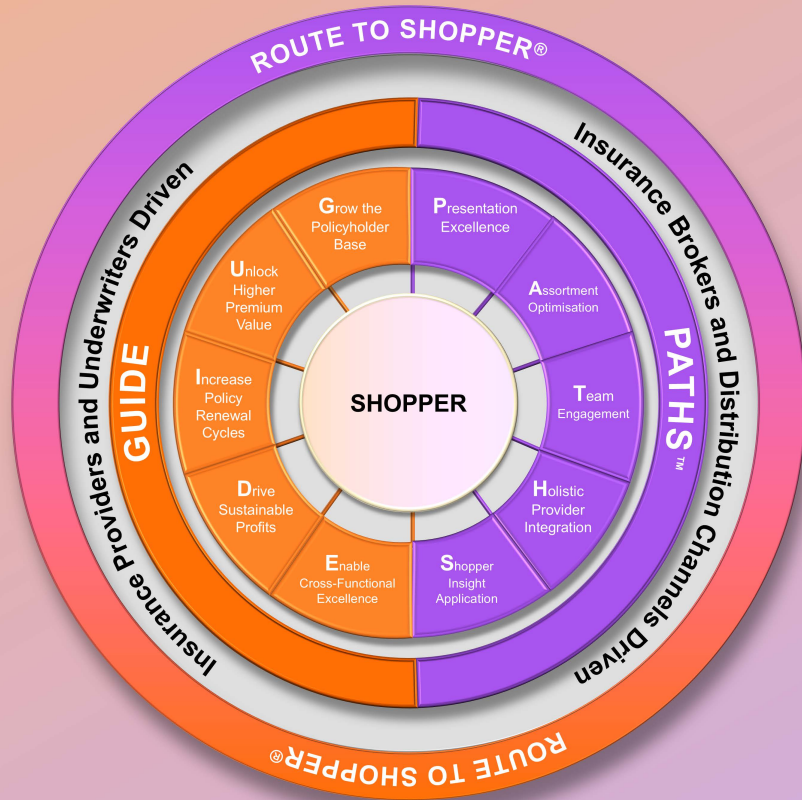 ROUTE TO SHOPPER®
Insurance Providers and Underwriters Driven
Insurance Brokers and Distribution Channels Driven
GUIDE
PATHS™
Grow the
Policyholder
Base
Unlock
Higher
Premium
Value
Increase
Policy
Renewal
Cycles
Drive
Sustainable
Profits
Enable
Cross-Functional
Excellence
Presentation
Excellence
Assortment
Optimisation
Team
Engagement
Holistic
Provider
Integration
Shopper
Insight
Application
SHOPPER
ROUTE TO SHOPPER®